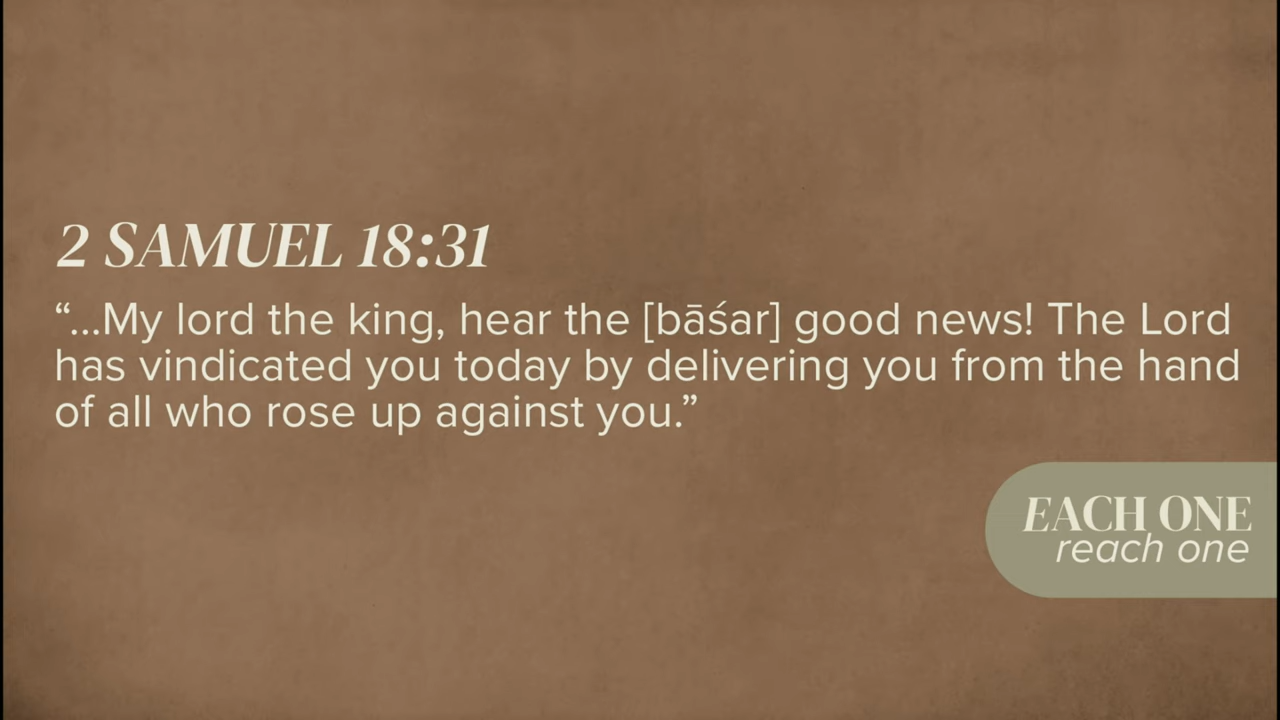 2 SAMUEL 18:31
“...My lord the king, hear the [bāśar] good news! The Lord
has vindicated you today by delivering you from the hand
of all who rose up against you.”
EACH ONE
reach one